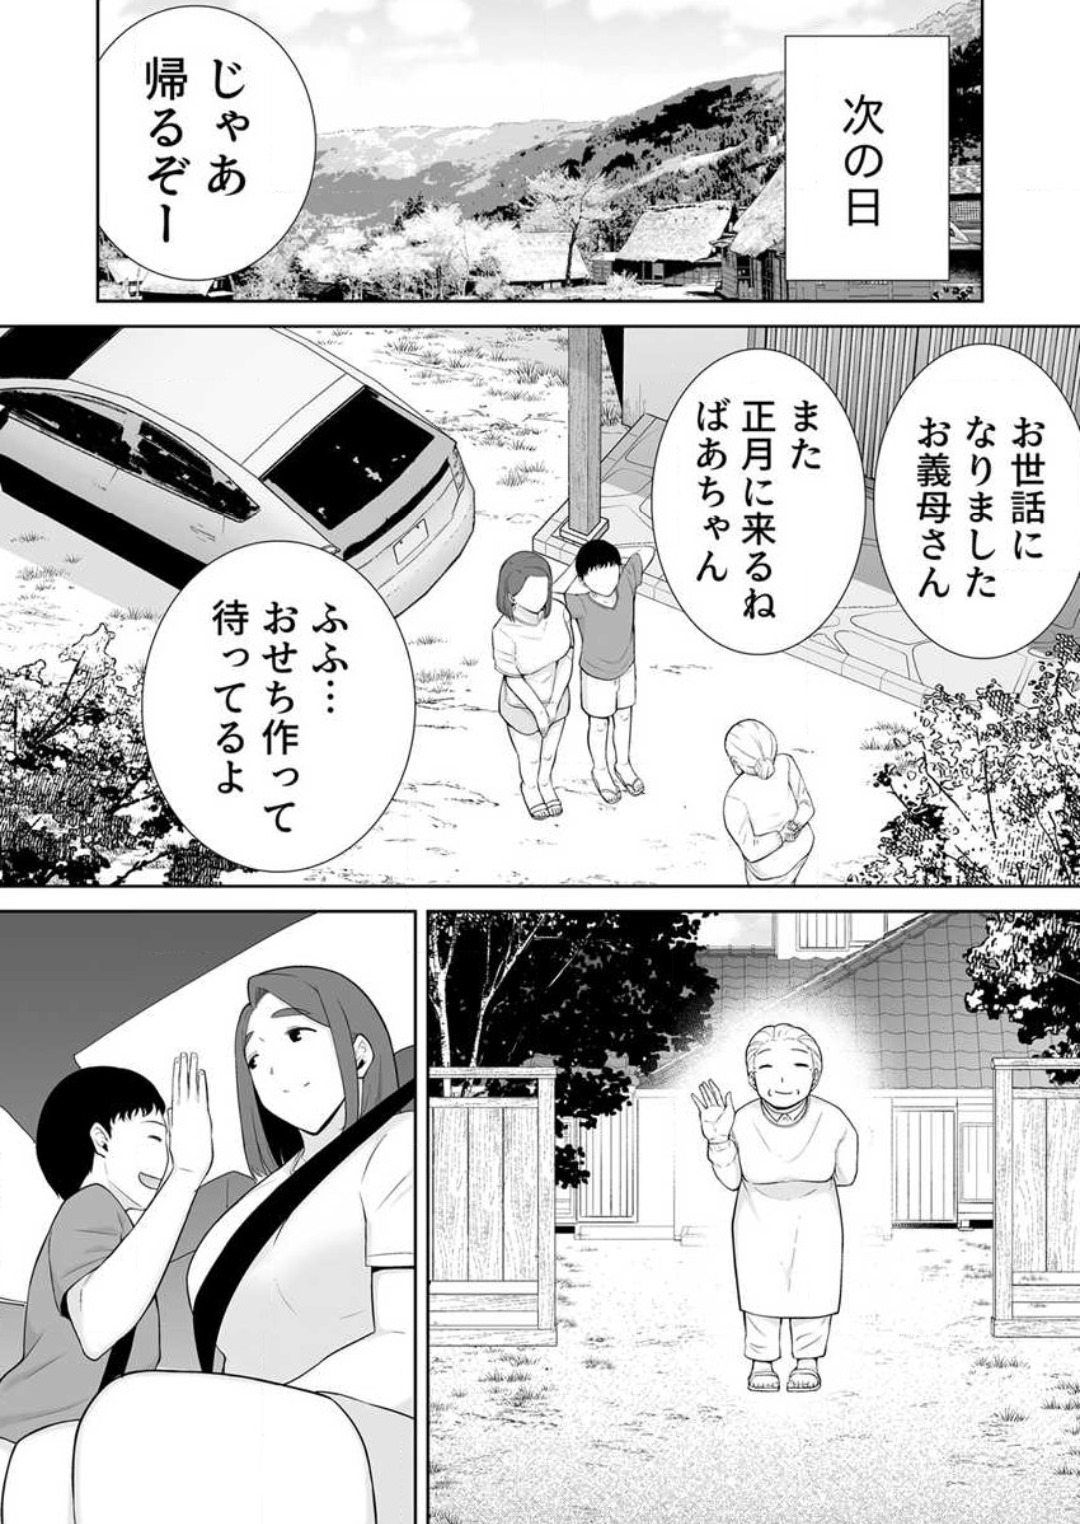 次の日
じゃあ
帰るぞー
お世話に
なりました
お義母さん
また
正月に来るね
ばあちゃん
ふふ…
おせち作って
待ってるよ